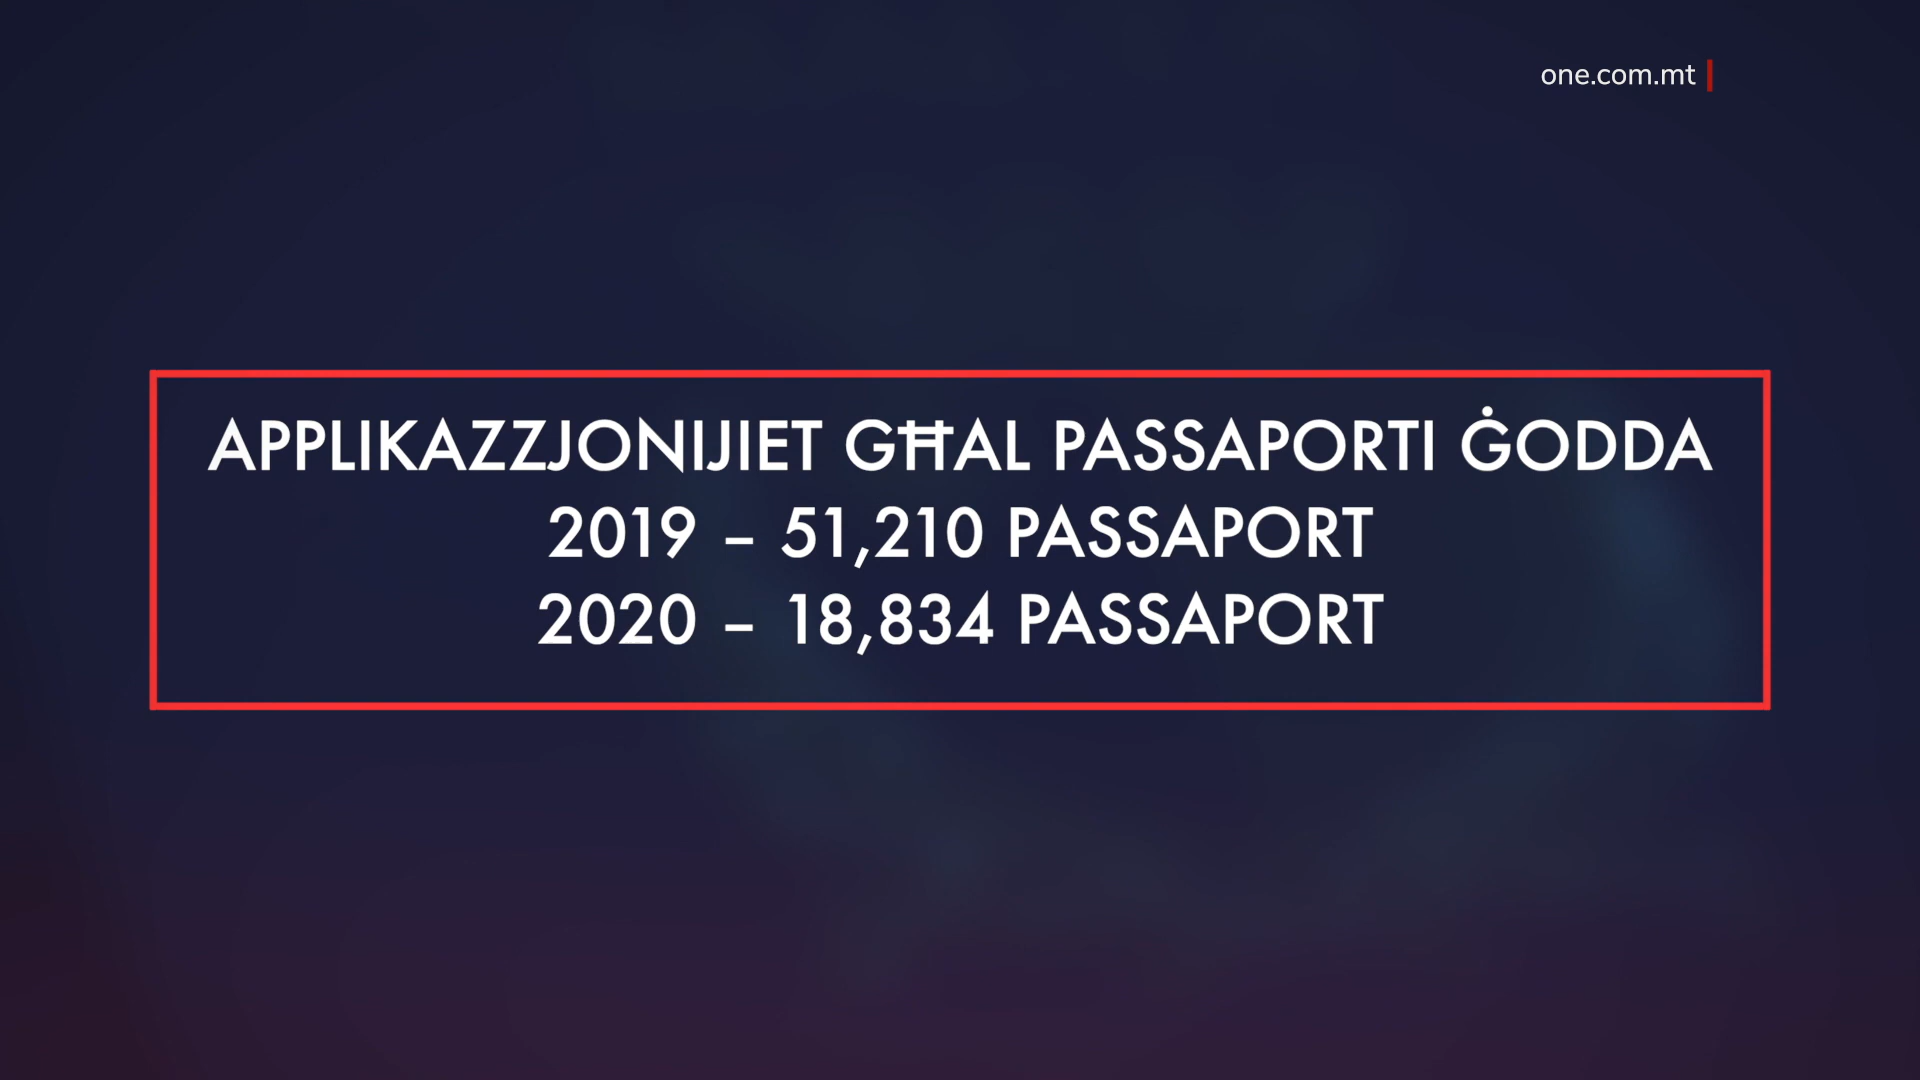 one.com.mt
APPLIKAZZJONIJIET GĦAL PASSAPORTI ĠODDA
2019 – 51,210 PASSAPORT
2020 – 18,834 PASSAPORT